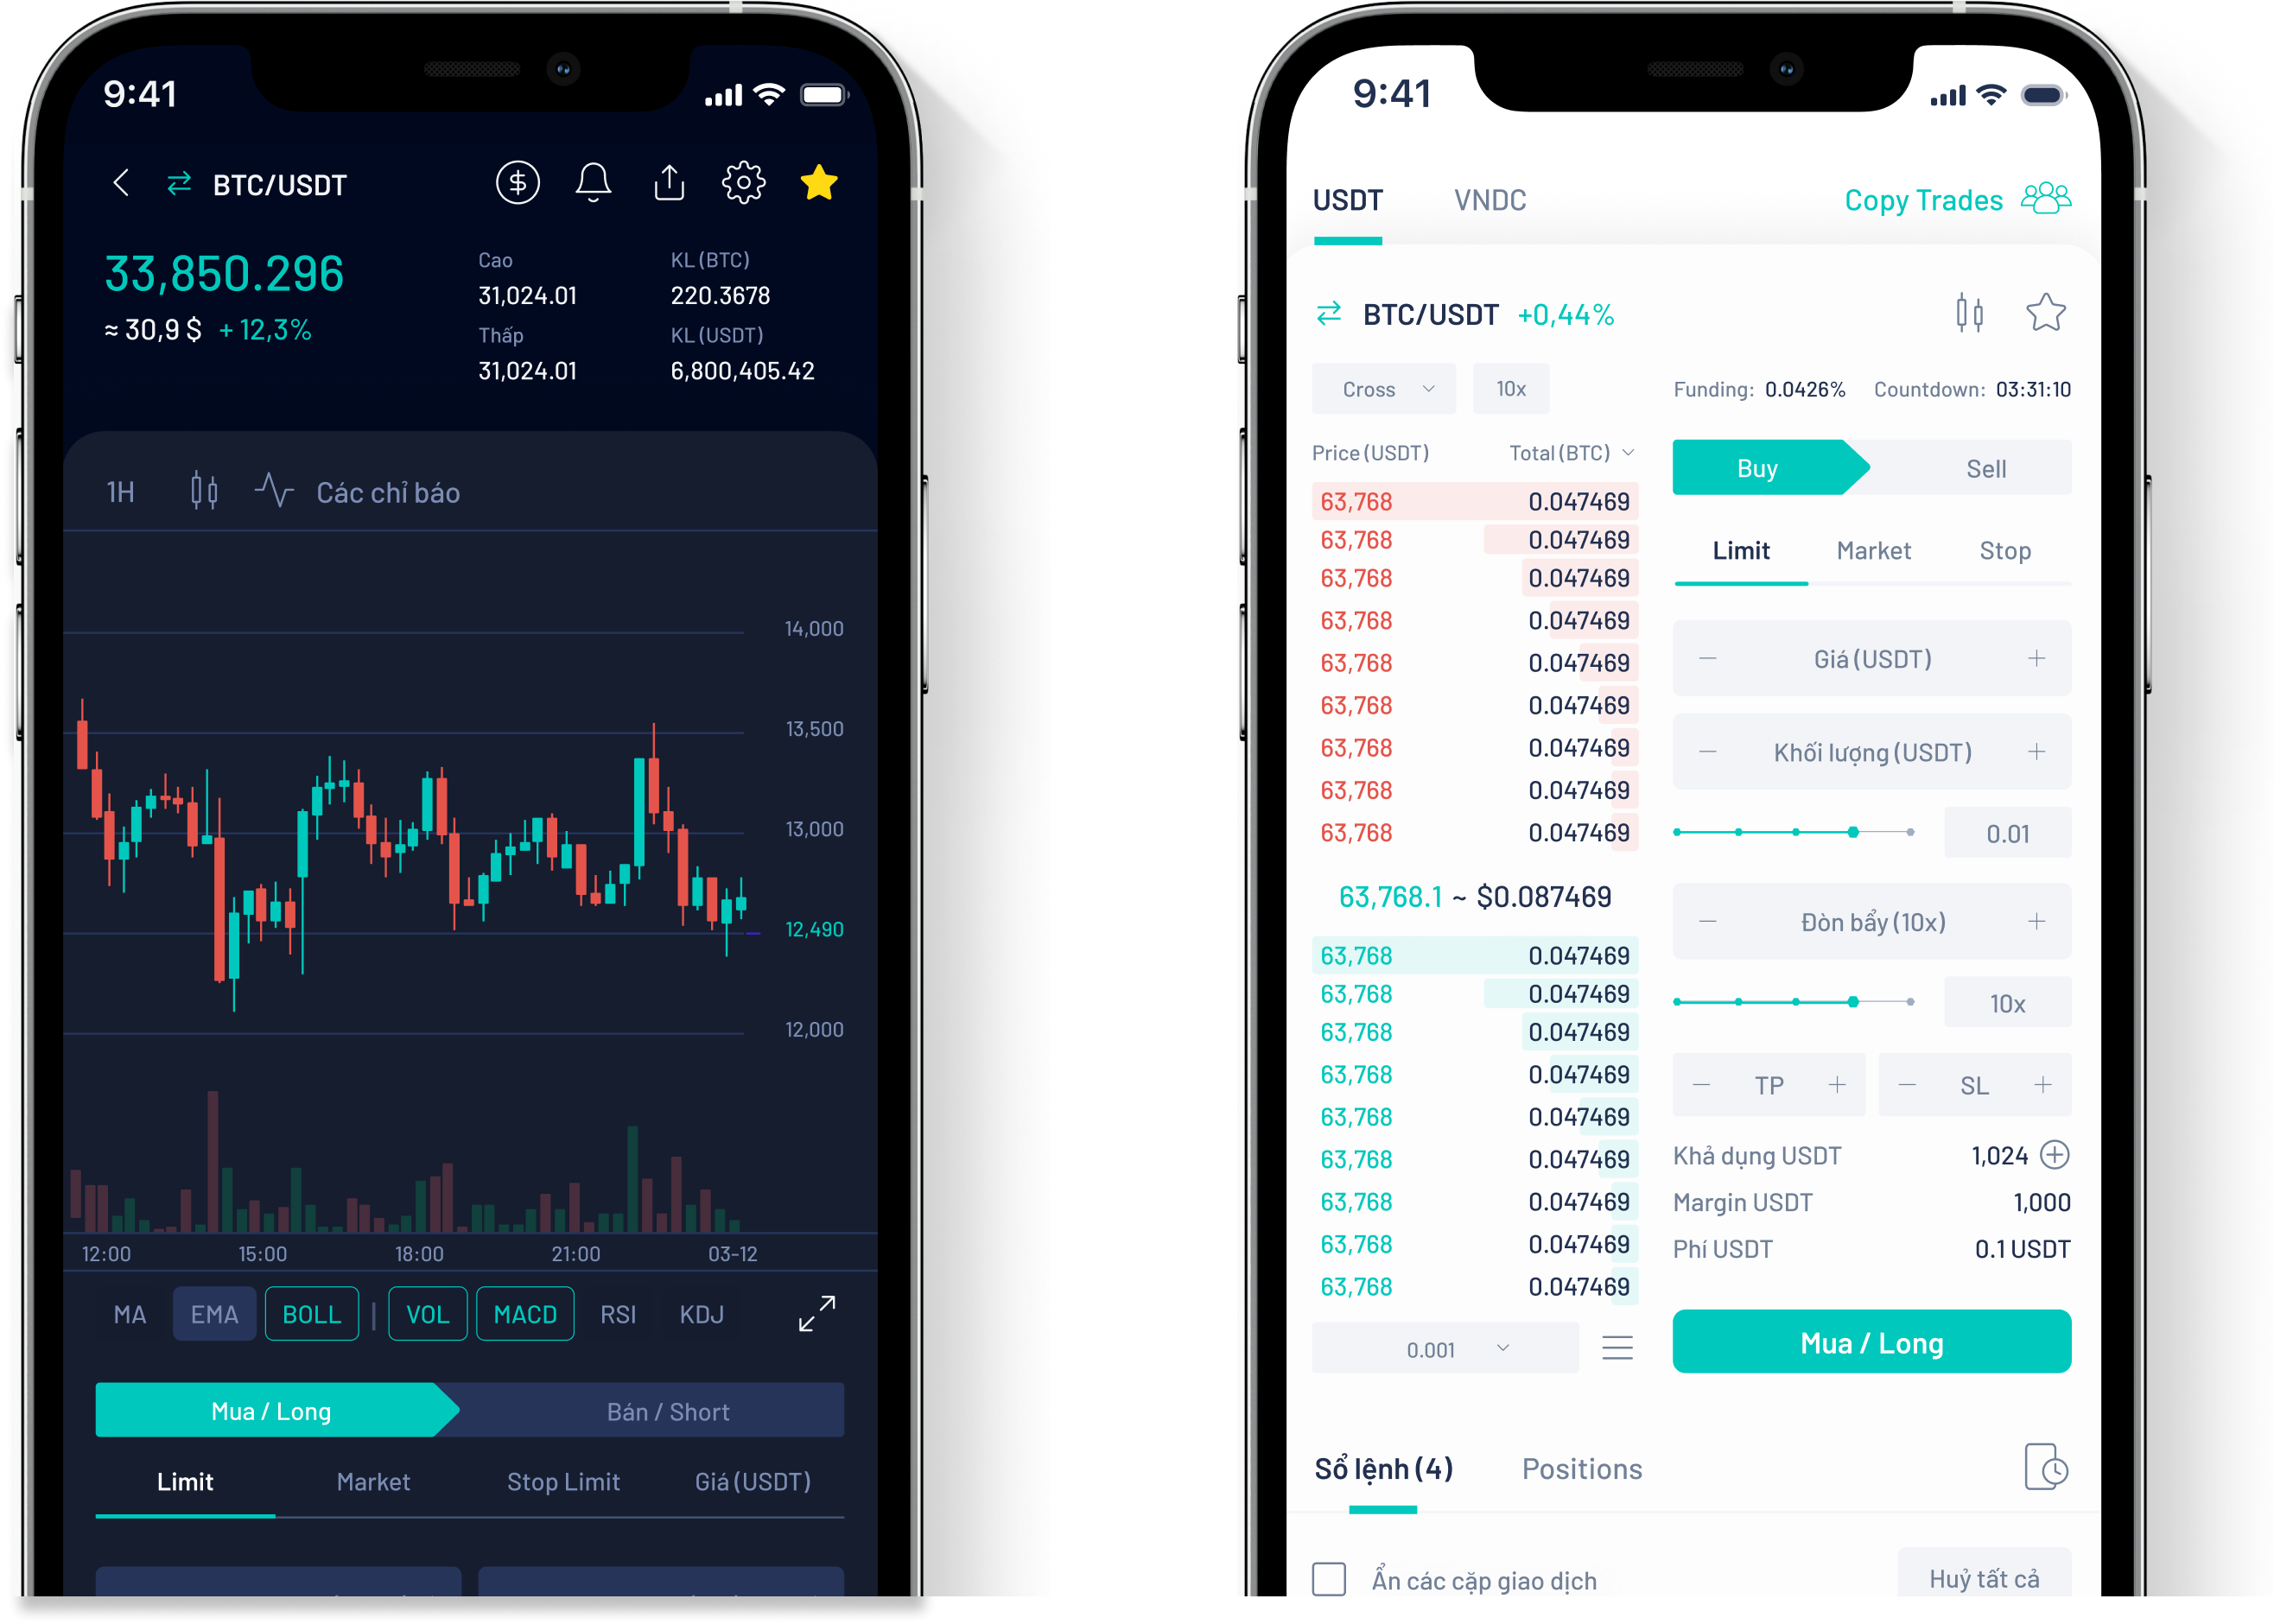 9:41
BTC/USDT
33,850.296
≈ 30,9 $ + 12,3%
Cao
31,024.01
Thấp
31,024.01
KL (BTC)
220.3678
KL (USDT)
6,800,405.42
1H Các chỉ báo
14,000
13,500
13,000
12,490
12,000
12:00 15:00 18:00 21:00 03-12
MA EMA BOLL | VOL MACD RSI KDJ
Mua / Long Bán / Short
Limit Market Stop Limit Giá (USDT)
9:41
USDT VNDC Copy Trades
BTC/USDT +0,44%
Cross 10x
Funding: 0.0426% Countdown: 03:31:10
Price (USDT) Total (BTC)
63,768 0.047469
63,768 0.047469
63,768 0.047469
63,768 0.047469
63,768 0.047469
63,768 0.047469
63,768 0.047469
63,768 0.047469
63,768 0.047469
63,768.1 ~ $0.087469
63,768 0.047469
63,768 0.047469
63,768 0.047469
63,768 0.047469
63,768 0.047469
63,768 0.047469
63,768 0.047469
63,768 0.047469
63,768 0.047469
0.001
Buy Sell
Limit Market Stop
− Giá (USDT) +
− Khối lượng (USDT) +
0.01
− Đòn bẩy (10x) +
10x
− TP + − SL +
Khả dụng USDT 1,024
Margin USDT 1,000
Phí USDT 0.1 USDT
Mua / Long
Sổ lệnh (4) Positions
Ẩn các cặp giao dịch Huỷ tất cả